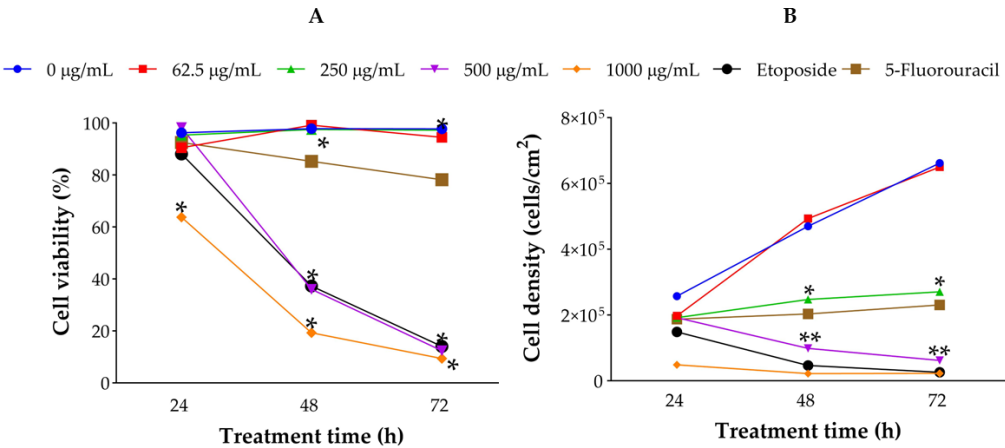 A
B
0 µg/mL 62.5 µg/mL 250 µg/mL 500 µg/mL 1000 µg/mL Etoposide 5-Fluorouracil
Cell viability (%)
100
80
60
40
20
0
*
*
*
*
*
*
*
24 48 72
Treatment time (h)
Cell density (cells/cm²)
8×10⁵
6×10⁵
4×10⁵
2×10⁵
0
* *
** **
24 48 72
Treatment time (h)